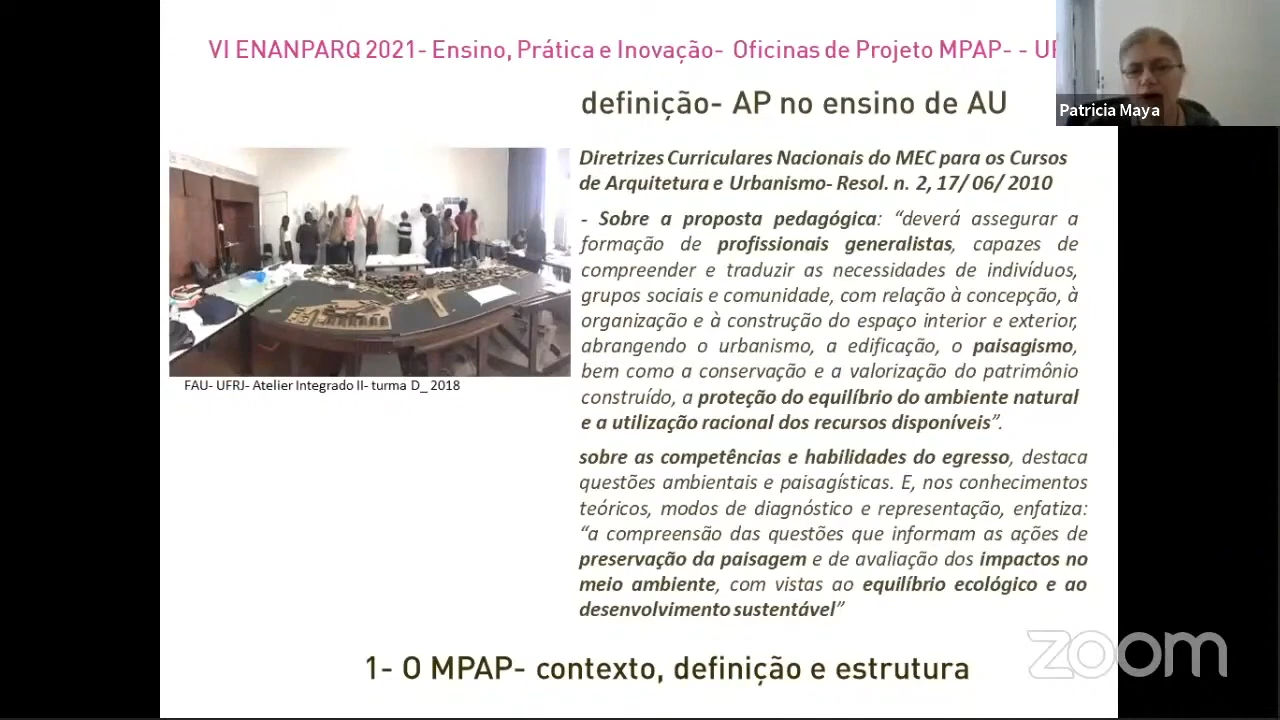 VI ENANPARQ 2021- Ensino, Prática e Inovação- Oficinas de Projeto MPAP- - UF
Patricia Maya
definição- AP no ensino de AU
Diretrizes Curriculares Nacionais do MEC para os Cursos
de Arquitetura e Urbanismo- Resol. n. 2, 17/ 06/ 2010
- Sobre a proposta pedagógica: “deverá assegurar a
formação de profissionais generalistas, capazes de
compreender e traduzir as necessidades de indivíduos,
grupos sociais e comunidade, com relação à concepção, à
organização e à construção do espaço interior e exterior,
abrangendo o urbanismo, a edificação, o paisagismo,
bem como a conservação e a valorização do patrimônio
construído, a proteção do equilíbrio do ambiente natural
e a utilização racional dos recursos disponíveis”.
FAU- UFRJ- Atelier Integrado II- turma D_ 2018
sobre as competências e habilidades do egresso, destaca
questões ambientais e paisagísticas. E, nos conhecimentos
teóricos, modos de diagnóstico e representação, enfatiza:
“a compreensão das questões que informam as ações de
preservação da paisagem e de avaliação dos impactos no
meio ambiente, com vistas ao equilíbrio ecológico e ao
desenvolvimento sustentável”
1- O MPAP- contexto, definição e estrutura
zoom